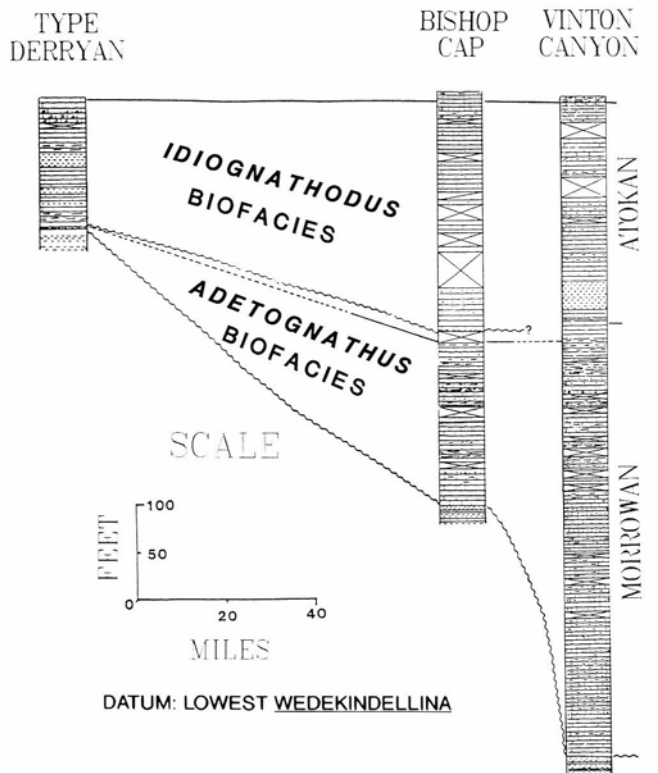 TYPE
DERRYAN
BISHOP
CAP
VINTON
CANYON
IDIOGNATHODUS
BIOFACIES
ADETOGNATHUS
BIOFACIES
ATOKAN
?
MORROWAN
SCALE
FEET
100
50
0
20
40
MILES
DATUM: LOWEST WEDEKINDELLINA